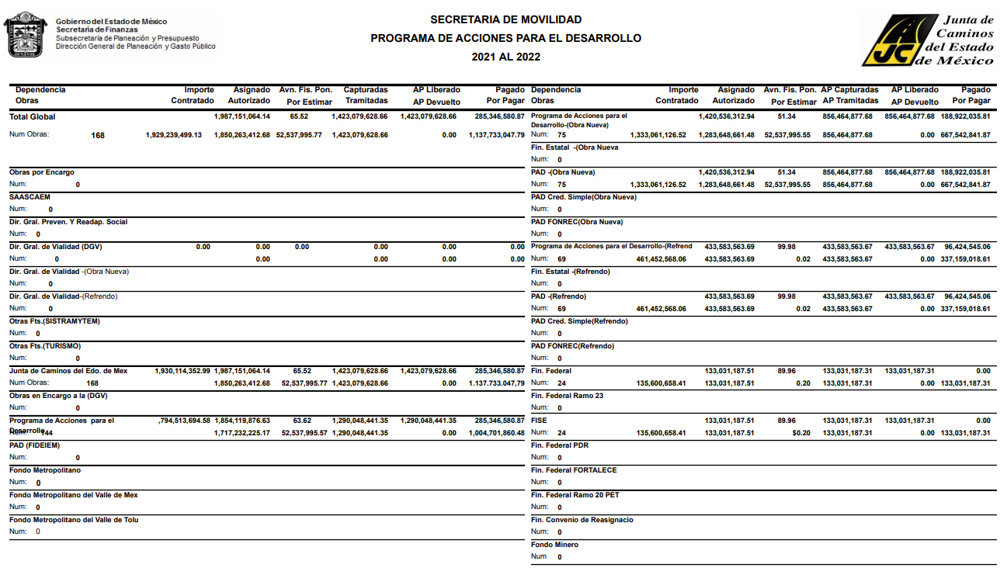 Gobierno del Estado de México
Secretaría de Finanzas
Subsecretaría de Planeación y Presupuesto
Dirección General de Planeación y Gasto Público
SECRETARIA DE MOVILIDAD
PROGRAMA DE ACCIONES PARA EL DESARROLLO
2021 AL 2022
Junta de
Caminos
del Estado
de México
AJC
Dependencia Importe Asignado Avn. Fis. Pon. Capturadas AP Liberado Pagado
Obras Contratado Autorizado Por Estimar Tramitadas AP Devuelto Por Pagar
Total Global 1,987,151,064.14 65.52 1,423,079,628.66 1,423,079,628.66 285,346,580.87
Num Obras: 168 1,929,239,499.13 1,850,263,412.68 52,537,995.77 1,423,079,628.66 0.00 1,137,733,047.79
Obras por Encargo
Num: 0
SAASCAEM
Num: 0
Dir. Gral. Preven. Y Readap. Social
Num: 0
Dir. Gral. de Vialidad (DGV) 0.00 0.00 0.00 0.00 0.00 0.00
Num: 0 0.00 0.00 0.00 0.00
Dir. Gral. de Vialidad -(Obra Nueva)
Num: 0
Dir. Gral. de Vialidad-(Refrendo)
Num: 0
Otras Fts.(SISTRAMYTEM)
Num: 0
Otras Fts.(TURISMO)
Num: 0
Junta de Caminos del Edo. de Mex 1,930,114,352.99 1,987,151,064.14 65.52 1,423,079,628.66 1,423,079,628.66 285,346,580.87
Num Obras: 168 1,850,263,412.68 52,537,995.77 1,423,079,628.66 0.00 1.137.733,047,79
Obras en Encargo a la (DGV)
Num: 0
Programa de Acciones para el ,794,513,694.58 1,854,119,876.63 63.62 1,290,048,441.35 1,290,048,441.35 285,346,580.87
Desarrollo
Num: 144 1,717,232,225.17 52,537,995.57 1,290,048,441.35 0.00 1,004,701,860.48
PAD (FIDEIEM)
Num: 0
Fondo Metropolitano
Num: 0
Fondo Metropolitano del Valle de Mex
Num: 0
Fondo Metropolitano del Valle de Tolu
Num: 0
Dependencia Importe Asignado Avn. Fis. Pon. AP Capturadas AP Liberado Pagado
Obras Contratado Autorizado Por Estimar AP Tramitadas AP Devuelto Por Pagar
Programa de Acciones para el 1,420,536,312.94 51.34 856,464,877.68 856,464,877.68 188,922,035.81
Desarrollo-(Obra Nueva)
Num: 75 1,333,061,126.52 1,283,648,661.48 52,537,995.55 856,464,877.68 0.00 667,542,841.87
Fin. Estatal -(Obra Nueva
Num: 0
PAD -(Obra Nueva) 1,420,536,312.94 51.34 856,464,877.68 856,464,877.68 188,922,035.81
Num: 75 1,333,061,126.52 1,283,648,661.48 52,537,995.55 856,464,877.68 0.00 667,542,841.87
PAD Cred. Simple(Obra Nueva)
Num: 0
PAD FONREC(Obra Nueva)
Num: 0
Programa de Acciones para el Desarrollo-(Refrend 433,583,563.69 99.98 433,583,563.67 433,583,563.67 96,424,545.06
Num: 69 461,452,568.06 433,583,563.69 0.02 433,583,563.67 0.00 337,159,018.61
Fin. Estatal -(Refrendo)
Num: 0
PAD -(Refrendo) 433,583,563.69 99.98 433,583,563.67 433,583,563.67 96,424,545.06
Num: 69 461,452,568.06 433,583,563.69 0.02 433,583,563.67 0.00 337,159,018.61
PAD Cred. Simple(Refrendo)
Num: 0
PAD FONREC(Refrendo)
Num: 0
Fin. Federal 133,031,187.51 89.96 133,031,187.31 133,031,187.31 0.00
Num: 24 135,600,658.41 133,031,187.51 0.20 133,031,187.31 0.00 133,031,187.31
Fin. Federal Ramo 23
Num: 0
FISE 133,031,187.51 89.96 133,031,187.31 133,031,187.31 0.00
Num: 24 135,600,658.41 133,031,187.51 $0.20 133,031,187.31 0.00 133,031,187.31
Fin. Federal PDR
Num: 0
Fin. Federal FORTALECE
Num: 0
Fin. Federal Ramo 20 PET
Num: 0
Fin. Convenio de Reasignacio
Num: 0
Fondo Minero
Num 0